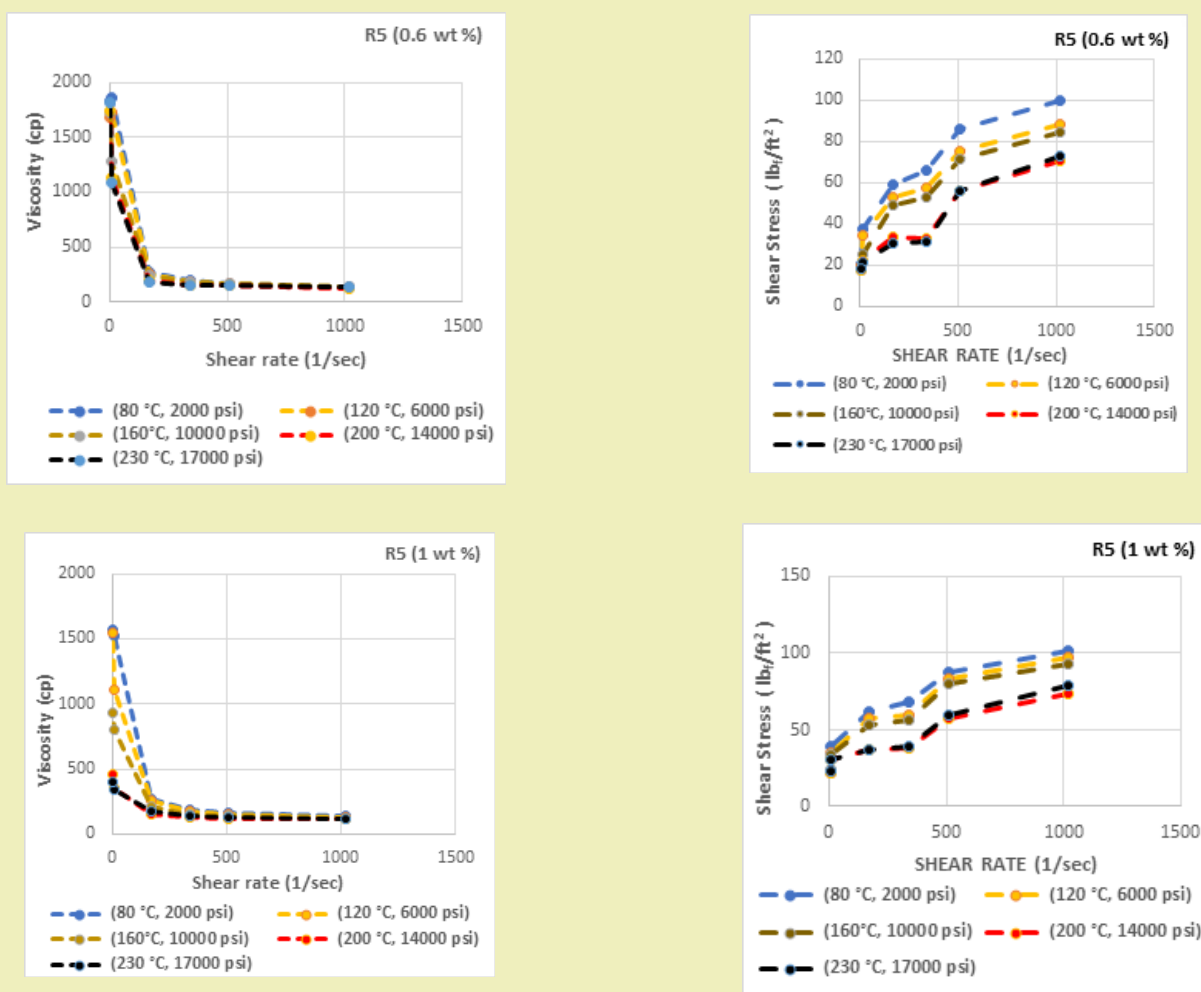 R5 (0.6 wt %)
Viscosity (cp)
2000
1500
1000
500
0
0 500 1000 1500
Shear rate (1/sec)
(80 °C, 2000 psi) (120 °C, 6000 psi)
(160°C, 10000 psi) (200 °C, 14000 psi)
(230 °C, 17000 psi)
R5 (0.6 wt %)
Shear Stress ( lbf/ft²)
120
100
80
60
40
20
0
0 500 1000 1500
SHEAR RATE (1/sec)
(80 °C, 2000 psi) (120 °C, 6000 psi)
(160°C, 10000 psi) (200 °C, 14000 psi)
(230 °C, 17000 psi)
R5 (1 wt %)
Viscosity (cp)
2000
1500
1000
500
0
0 500 1000 1500
Shear rate (1/sec)
(80 °C, 2000 psi) (120 °C, 6000 psi)
(160°C, 10000 psi) (200 °C, 14000 psi)
(230 °C, 17000 psi)
R5 (1 wt %)
Shear Stress ( lbf/ft² )
150
100
50
0
0 500 1000 1500
SHEAR RATE (1/sec)
(80 °C, 2000 psi) (120 °C, 6000 psi)
(160°C, 10000 psi) (200 °C, 14000 psi)
(230 °C, 17000 psi)